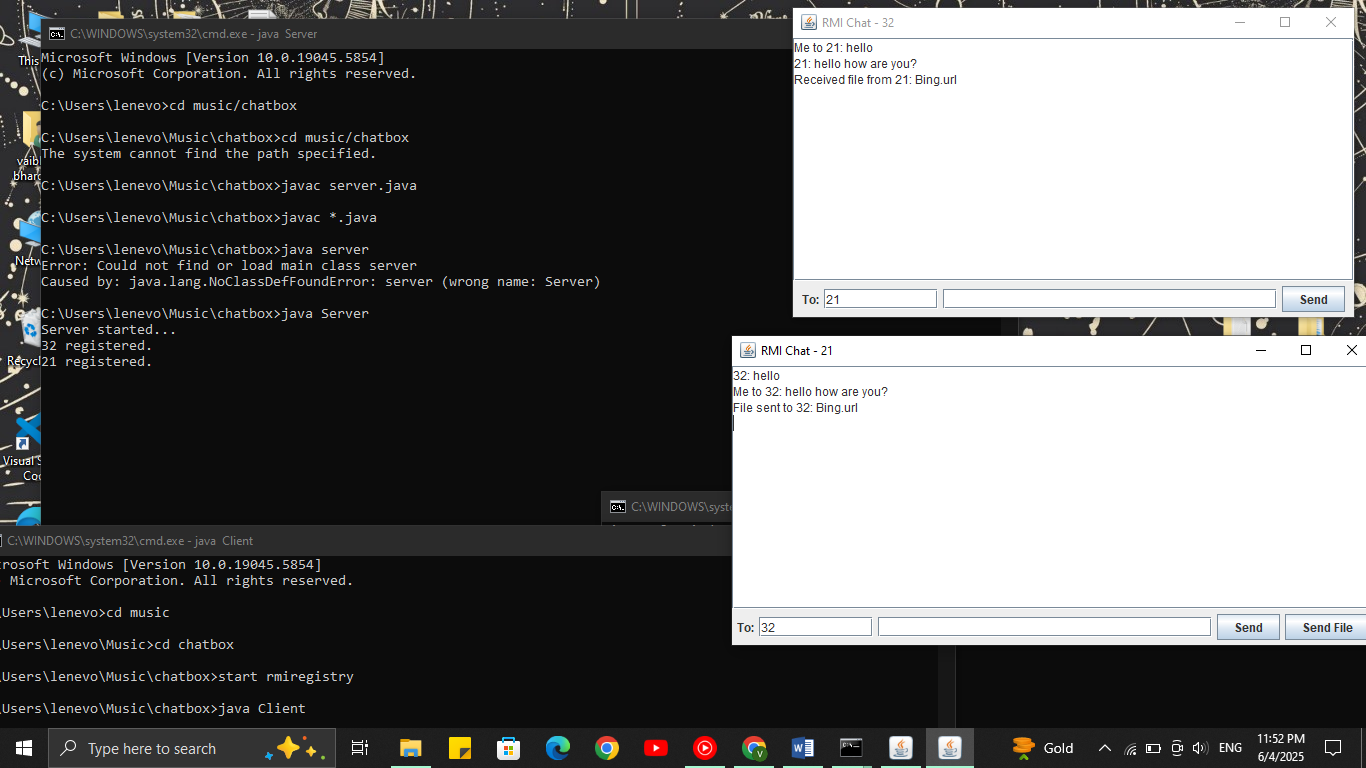 C:\WINDOWS\system32\cmd.exe - java Server
Microsoft Windows [Version 10.0.19045.5854]
(c) Microsoft Corporation. All rights reserved.
C:\Users\lenevo>cd music/chatbox
C:\Users\lenevo\Music\chatbox>cd music/chatbox
The system cannot find the path specified.
C:\Users\lenevo\Music\chatbox>javac server.java
C:\Users\lenevo\Music\chatbox>javac *.java
C:\Users\lenevo\Music\chatbox>java server
Error: Could not find or load main class server
Caused by: java.lang.NoClassDefFoundError: server (wrong name: Server)
C:\Users\lenevo\Music\chatbox>java Server
Server started...
32 registered.
21 registered.
This
vaib
bhar
Netw
Recycl
Visual S
Co
RMI Chat - 32
Me to 21: hello
21: hello how are you?
Received file from 21: Bing.url
To: 21 Send
RMI Chat - 21
32: hello
Me to 32: hello how are you?
File sent to 32: Bing.url
To: 32 Send Send File
C:\WINDOWS\syste
C:\WINDOWS\system32\cmd.exe - java Client
rosoft Windows [Version 10.0.19045.5854]
Microsoft Corporation. All rights reserved.
\Users\lenevo>cd music
\Users\lenevo\Music>cd chatbox
\Users\lenevo\Music\chatbox>start rmiregistry
\Users\lenevo\Music\chatbox>java Client
Type here to search
Gold
ENG
11:52 PM
6/4/2025